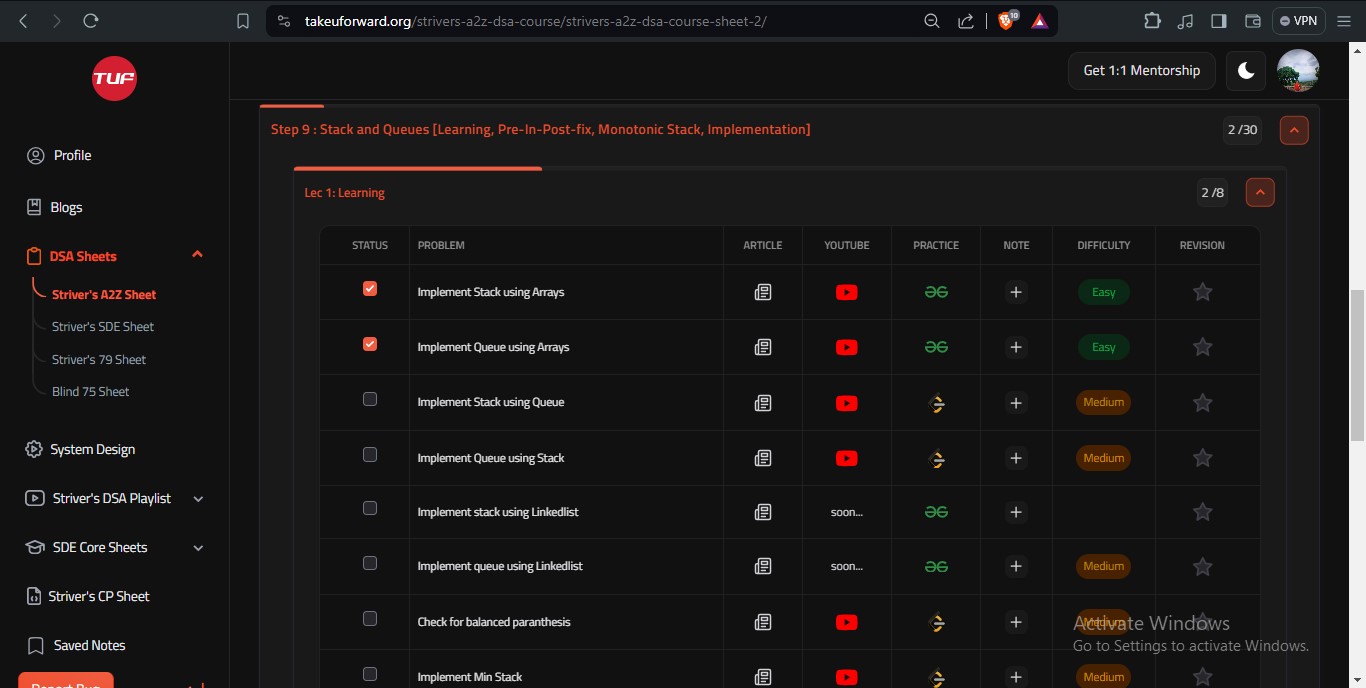 takeuforward.org/strivers-a2z-dsa-course/strivers-a2z-dsa-course-sheet-2/
10
VPN
TUF
Get 1:1 Mentorship
Profile
Blogs
DSA Sheets
Striver's A2Z Sheet
Striver's SDE Sheet
Striver's 79 Sheet
Blind 75 Sheet
System Design
Striver's DSA Playlist
SDE Core Sheets
Striver's CP Sheet
Saved Notes
Report Bug
Step 9 : Stack and Queues [Learning, Pre-In-Post-fix, Monotonic Stack, Implementation]
2 /30
Lec 1: Learning
2 /8
STATUS PROBLEM ARTICLE YOUTUBE PRACTICE NOTE DIFFICULTY REVISION
Implement Stack using Arrays + Easy
Implement Queue using Arrays + Easy
Implement Stack using Queue + Medium
Implement Queue using Stack + Medium
Implement stack using Linkedlist soon... +
Implement queue using Linkedlist soon... + Medium
Check for balanced paranthesis + Medium
Implement Min Stack + Medium
Activate Windows
Go to Settings to activate Windows.